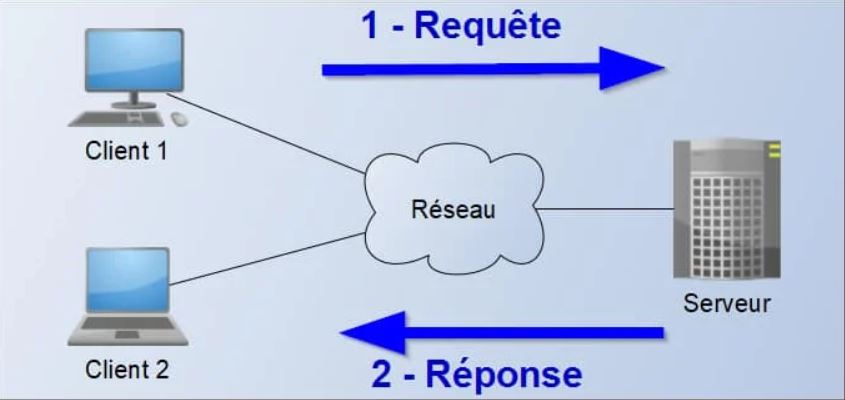 1 - Requête
Client 1
Réseau
Serveur
Client 2
2 - Réponse